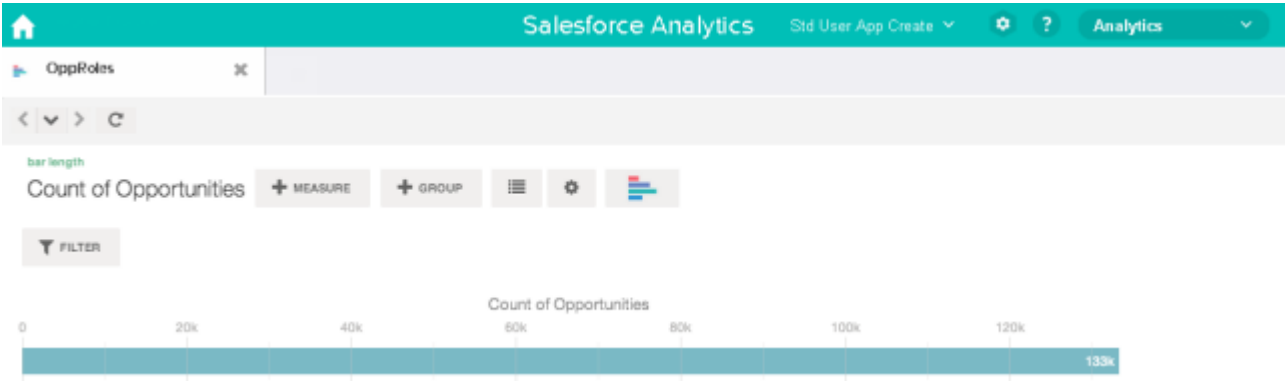 Salesforce Analytics Std User App Create ? Analytics
OppRoles
bar length
Count of Opportunities + MEASURE + GROUP
FILTER
Count of Opportunities
0 20k 40k 60k 80k 100k 120k
133k